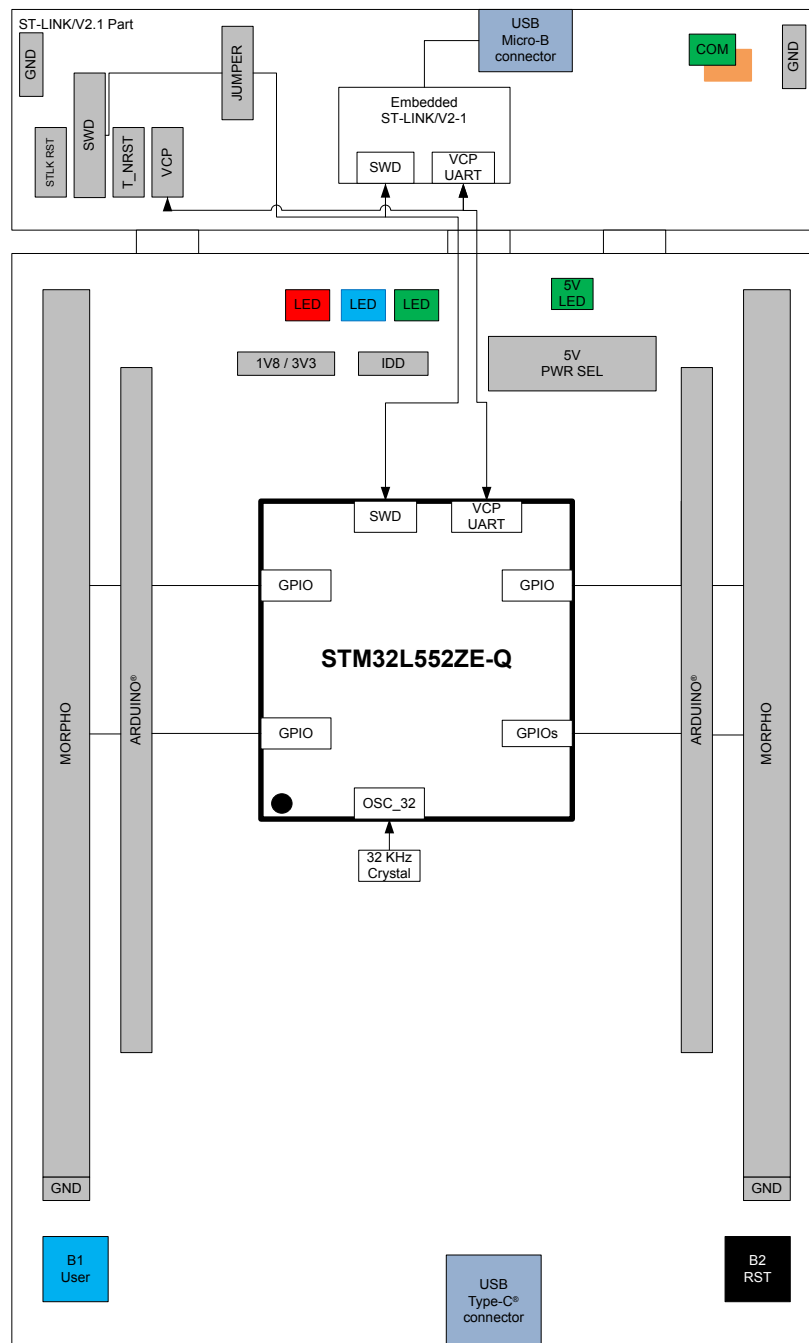 ST-LINK/V2.1 Part
GND
SWD
STLK RST
T_NRST
VCP
JUMPER
USB
Micro-B
connector
Embedded
ST-LINK/V2-1
SWD
VCP
UART
COM
GND
LED
LED
LED
5V
LED
1V8 / 3V3
IDD
5V
PWR SEL
MORPHO
ARDUINO®
SWD
VCP
UART
GPIO
GPIO
STM32L552ZE-Q
GPIO
GPIOs
OSC_32
32 KHz
Crystal
ARDUINO®
MORPHO
GND
GND
B1
User
USB
Type-C®
connector
B2
RST